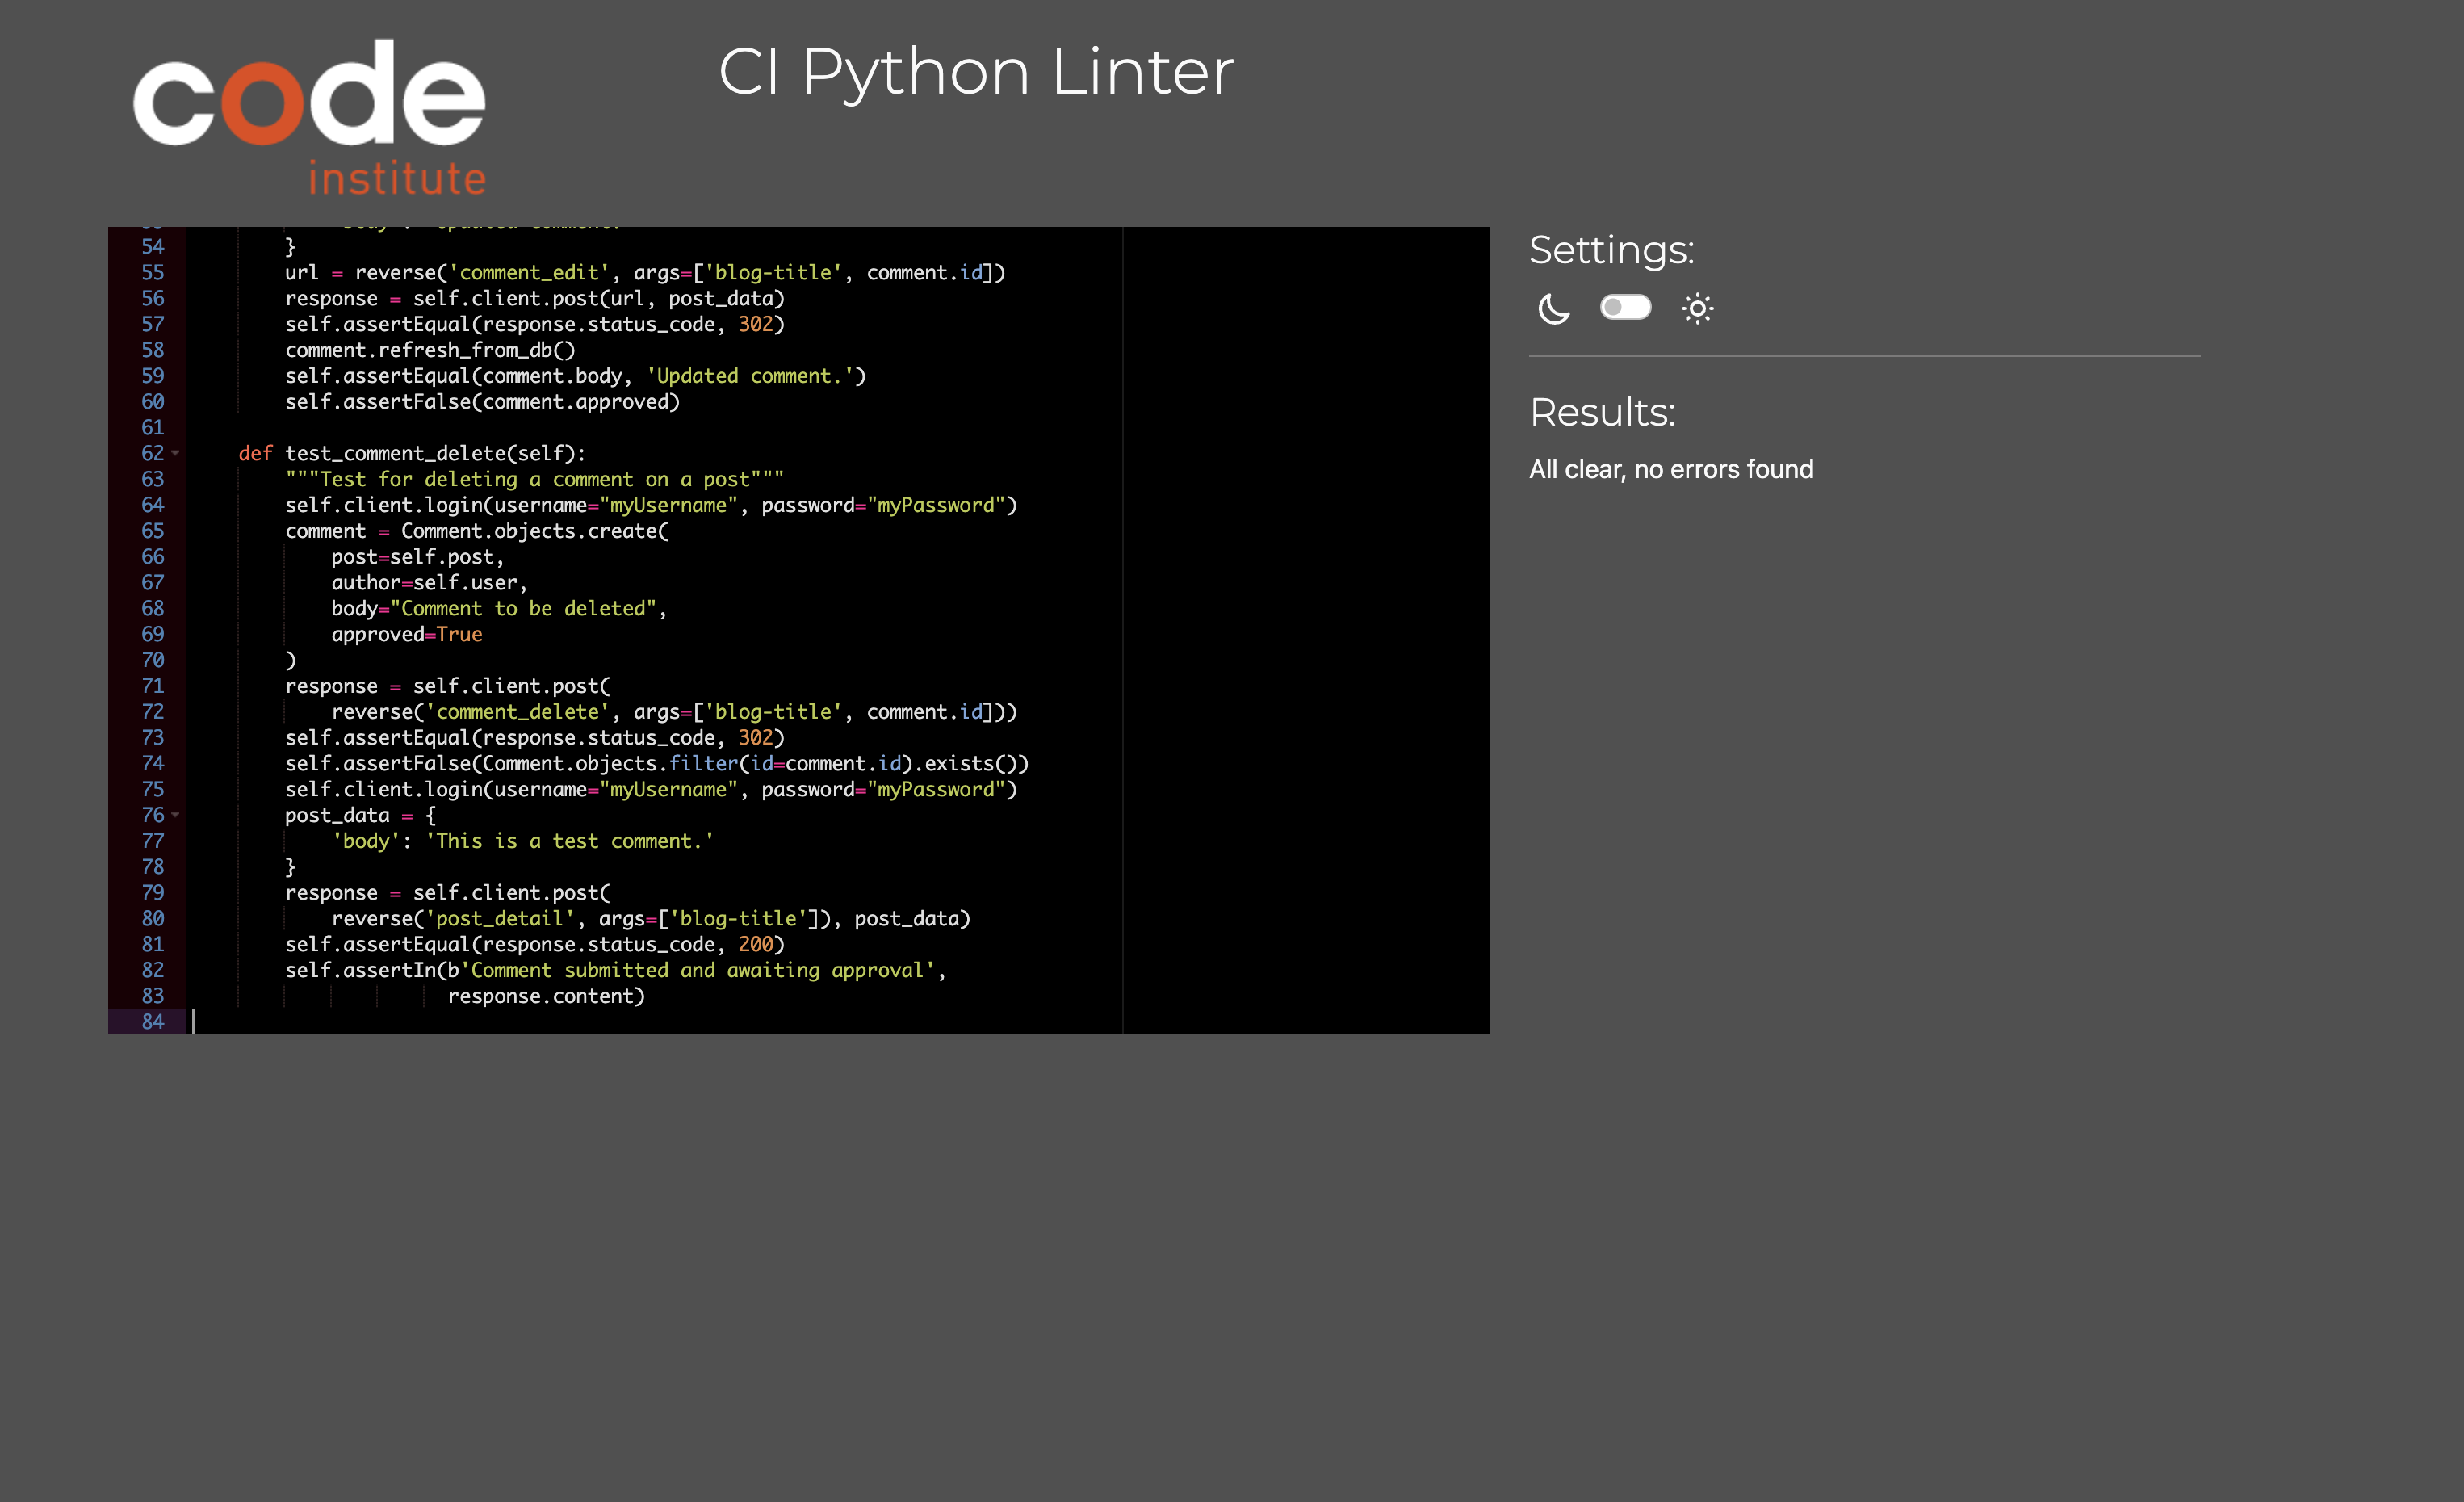 code
institute
CI Python Linter
54 }
55 url = reverse('comment_edit', args=['blog-title', comment.id])
56 response = self.client.post(url, post_data)
57 self.assertEqual(response.status_code, 302)
58 comment.refresh_from_db()
59 self.assertEqual(comment.body, 'Updated comment.')
60 self.assertFalse(comment.approved)
61
62 def test_comment_delete(self):
63 """Test for deleting a comment on a post"""
64 self.client.login(username="myUsername", password="myPassword")
65 comment = Comment.objects.create(
66 post=self.post,
67 author=self.user,
68 body="Comment to be deleted",
69 approved=True
70 )
71 response = self.client.post(
72 reverse('comment_delete', args=['blog-title', comment.id]))
73 self.assertEqual(response.status_code, 302)
74 self.assertFalse(Comment.objects.filter(id=comment.id).exists())
75 self.client.login(username="myUsername", password="myPassword")
76 post_data = {
77 'body': 'This is a test comment.'
78 }
79 response = self.client.post(
80 reverse('post_detail', args=['blog-title']), post_data)
81 self.assertEqual(response.status_code, 200)
82 self.assertIn(b'Comment submitted and awaiting approval',
83 response.content)
84
Settings:
Results:
All clear, no errors found